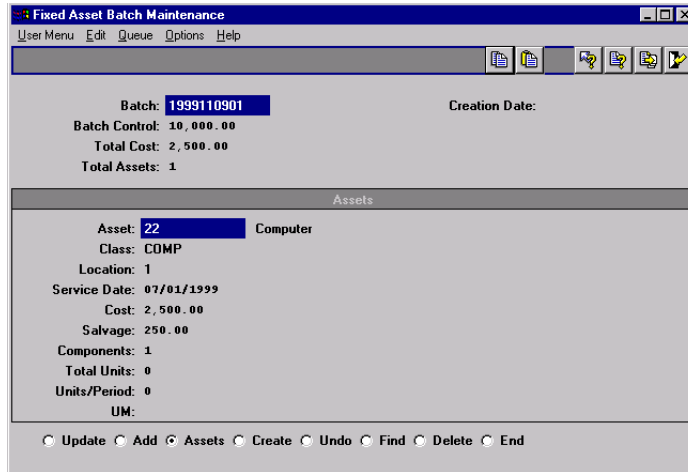 Fixed Asset Batch Maintenance
User Menu Edit Queue Options Help
Batch: 1999110901 Creation Date:
Batch Control: 10,000.00
Total Cost: 2,500.00
Total Assets: 1
Assets
Asset: 22 Computer
Class: COMP
Location: 1
Service Date: 07/01/1999
Cost: 2,500.00
Salvage: 250.00
Components: 1
Total Units: 0
Units/Period: 0
UM:
Update Add Assets Create Undo Find Delete End